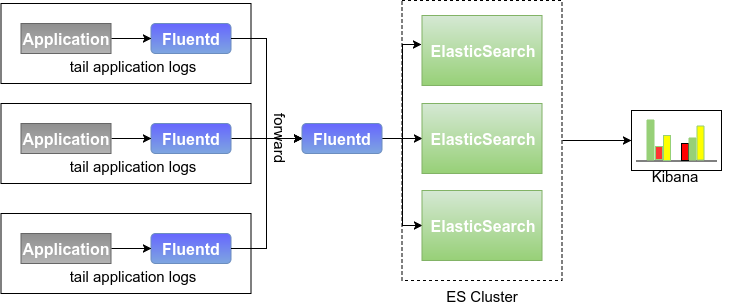 Application
Fluentd
tail application logs
Application
Fluentd
tail application logs
Application
Fluentd
tail application logs
forward
Fluentd
ElasticSearch
ElasticSearch
ElasticSearch
ES Cluster
Kibana